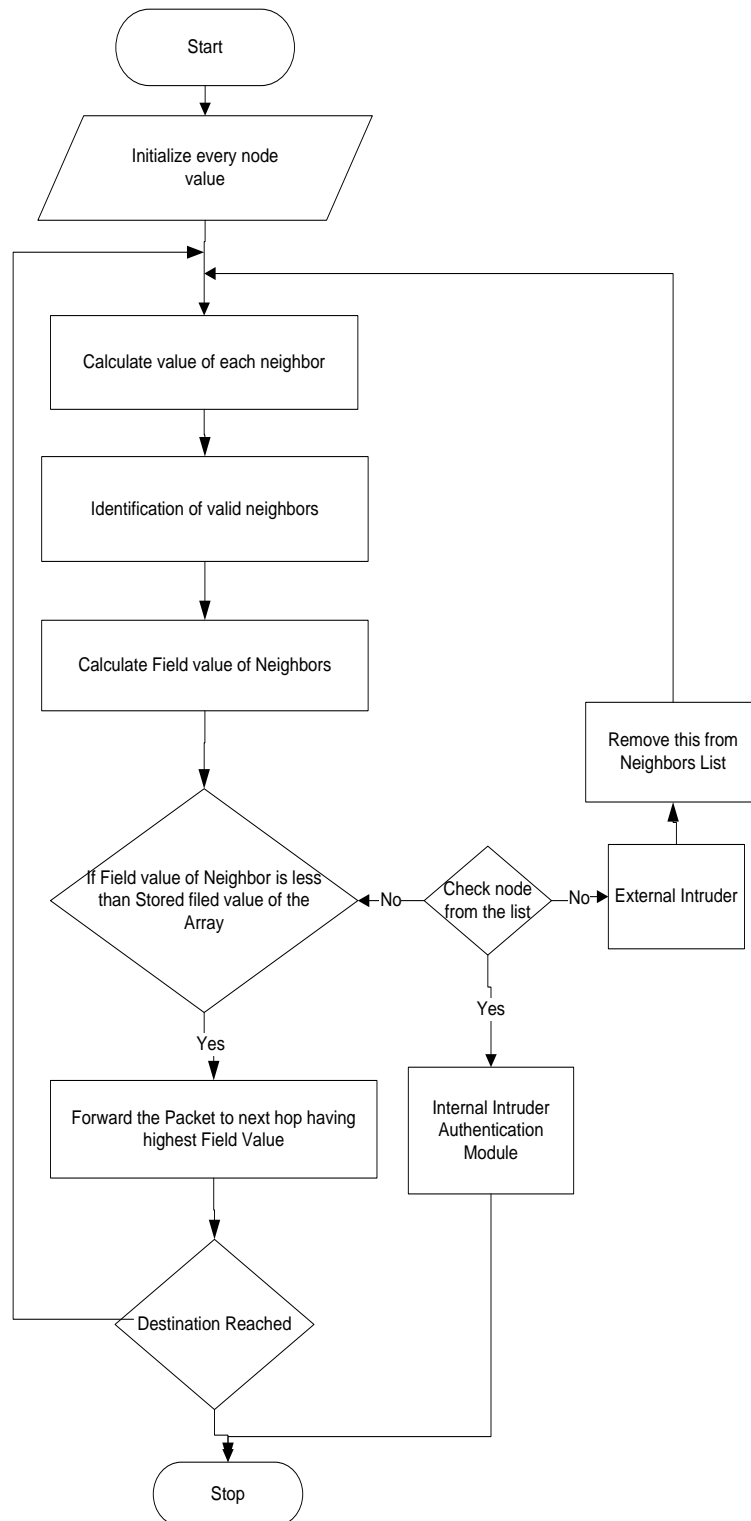 Start
Initialize every node
value
Calculate value of each neighbor
Identification of valid neighbors
Calculate Field value of Neighbors
Remove this from
Neighbors List
If Field value of Neighbor is less
than Stored filed value of the
Array
No
Check node
from the list
No
External Intruder
Yes
Yes
Forward the Packet to next hop having
highest Field Value
Internal Intruder
Authentication
Module
Destination Reached
Stop